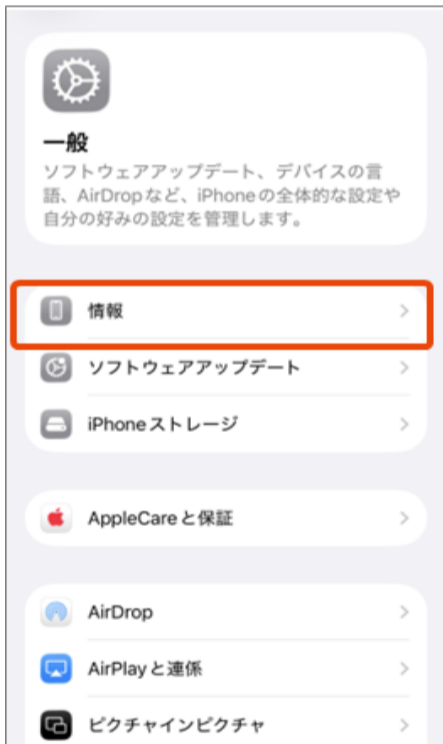 一般
ソフトウェアアップデート、デバイスの言
語、AirDropなど、iPhoneの全体的な設定や
自分の好みの設定を管理します。
情報
ソフトウェアアップデート
iPhoneストレージ
AppleCareと保証
AirDrop
AirPlayと連係
ピクチャインピクチャ